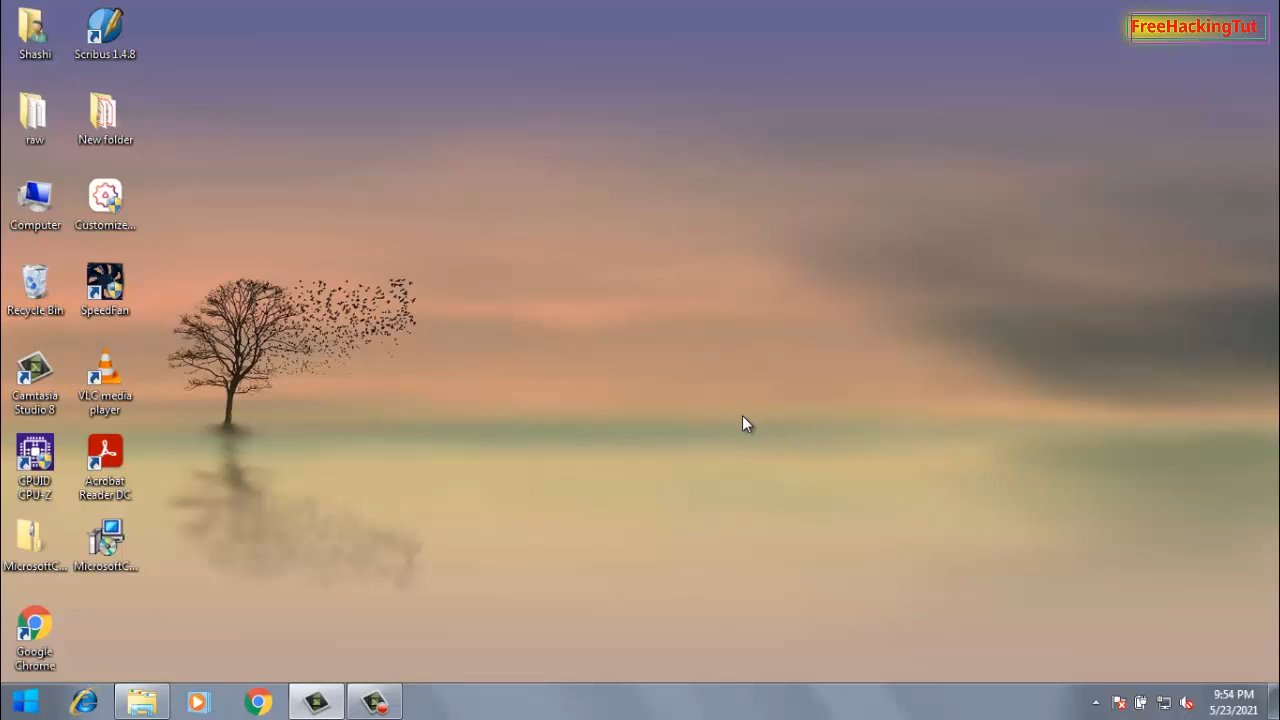 FreeHackingTut
Shashi
Scribus 1.4.8
raw
New folder
Computer
Customize...
Recycle Bin
SpeedFan
Camtasia
Studio 8
VLC media
player
CPUID
CPU-Z
Acrobat
Reader DC
MicrosoftC...
MicrosoftC...
Google
Chrome
9:54 PM
5/23/2021